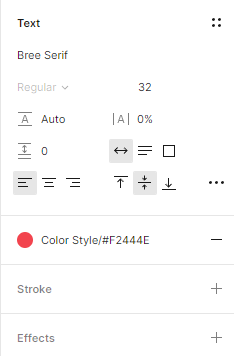 Text
Bree Serif
Regular 32
Auto 0%
0
Color Style/#F2444E
Stroke
Effects